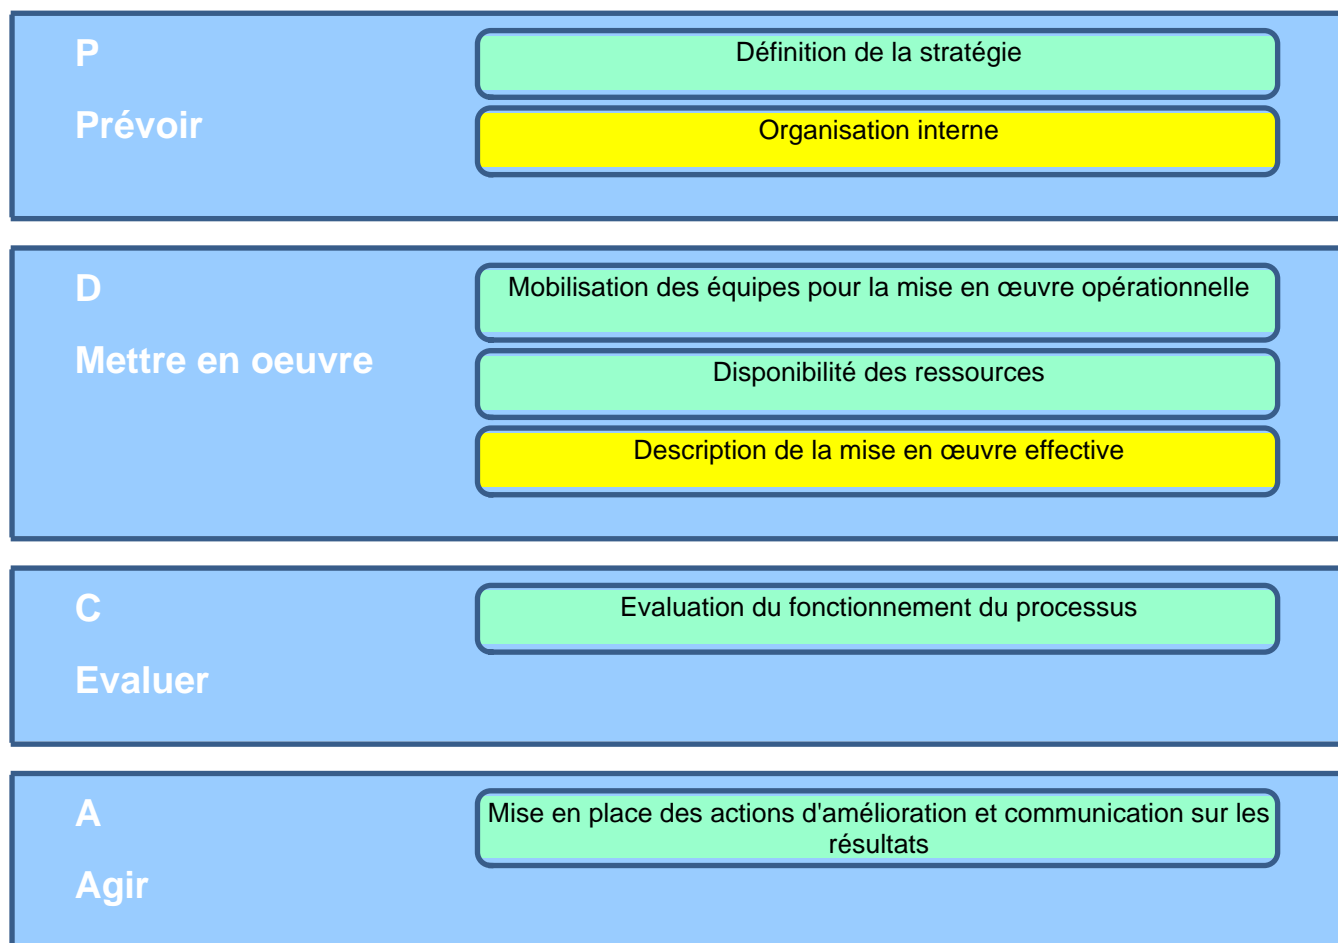 P
Prévoir
Définition de la stratégie
Organisation interne
D
Mettre en oeuvre
Mobilisation des équipes pour la mise en œuvre opérationnelle
Disponibilité des ressources
Description de la mise en œuvre effective
C
Evaluer
Evaluation du fonctionnement du processus
A
Agir
Mise en place des actions d'amélioration et communication sur les
résultats